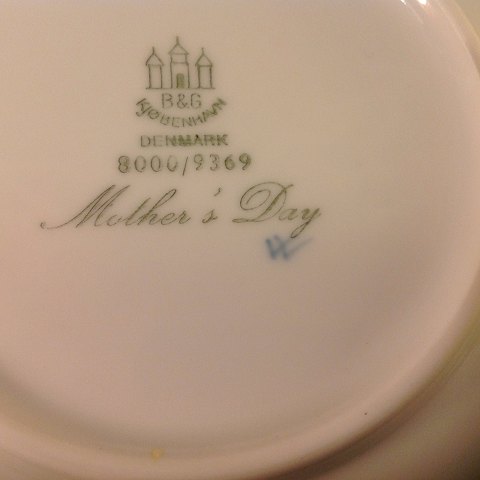 B&G
KJØBENHAVN
DENMARK
8000/9369
Mother's Day